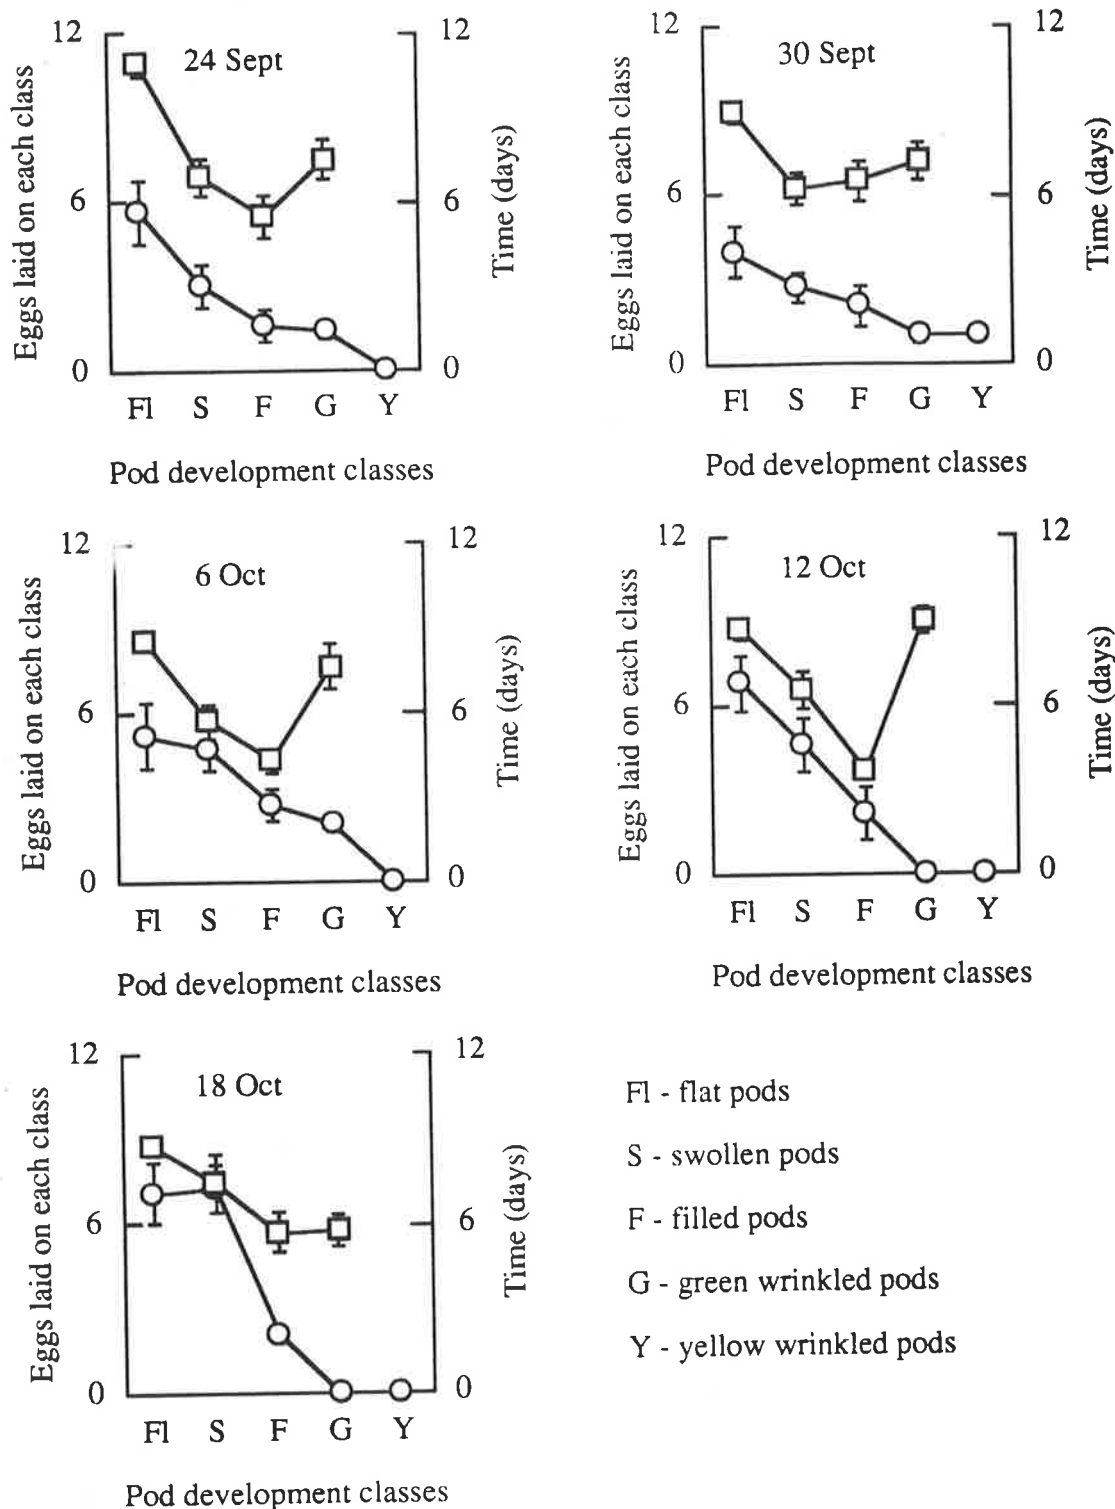 12
12
24 Sept
Eggs laid on each class
Time (days)
6
6
0
0
Fl S F G Y
Pod development classes
12
12
30 Sept
Eggs laid on each class
Time (days)
6
6
0
0
Fl S F G Y
Pod development classes
12
12
6 Oct
Eggs laid on each class
Time (days)
6
6
0
0
Fl S F G Y
Pod development classes
12
12
12 Oct
Eggs laid on each class
Time (days)
6
6
0
0
Fl S F G Y
Pod development classes
12
12
18 Oct
Eggs laid on each class
Time (days)
6
6
0
0
Fl S F G Y
Pod development classes
Fl - flat pods
S - swollen pods
F - filled pods
G - green wrinkled pods
Y - yellow wrinkled pods